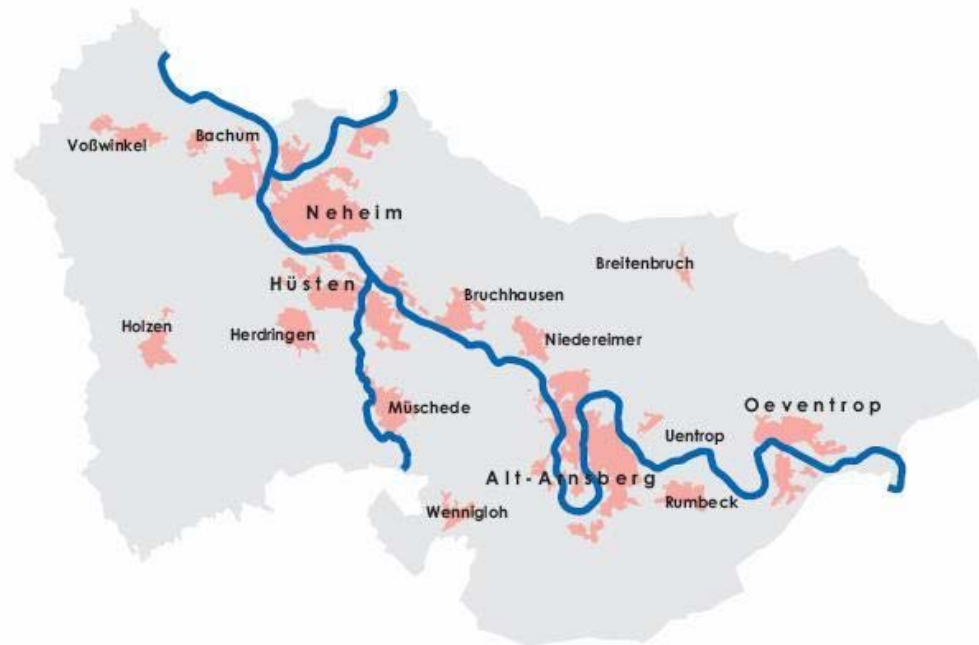 Bachum
Voßwinkel
Neheim
Breitenbruch
Hüsten
Bruchhausen
Holzen
Herdringen
Niedereimer
Müschede
Oeventrop
Uentrop
Alt-Arnsberg
Rumbeck
Wennigloh